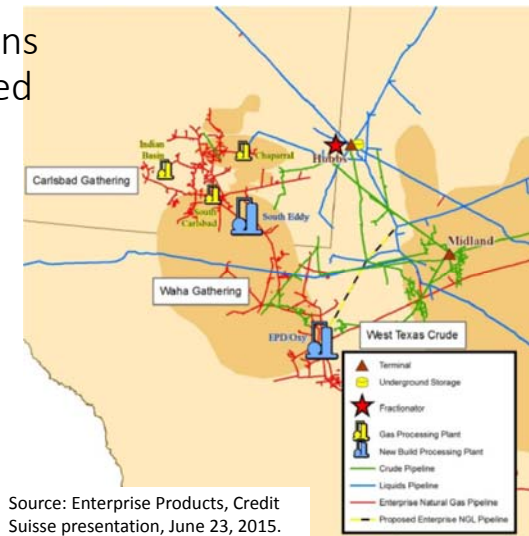 ns
ed
Indian
Basin
Chaparral
Hobbs
Carlsbad Gathering
South
Carlsbad
South Eddy
Midland
Waha Gathering
EPD/Oxy
West Texas Crude
Terminal
Underground Storage
Fractionator
Gas Processing Plant
New Build Processing Plant
Crude Pipeline
Liquids Pipeline
Enterprise Natural Gas Pipeline
Proposed Enterprise NGL Pipeline
Source: Enterprise Products, Credit
Suisse presentation, June 23, 2015.